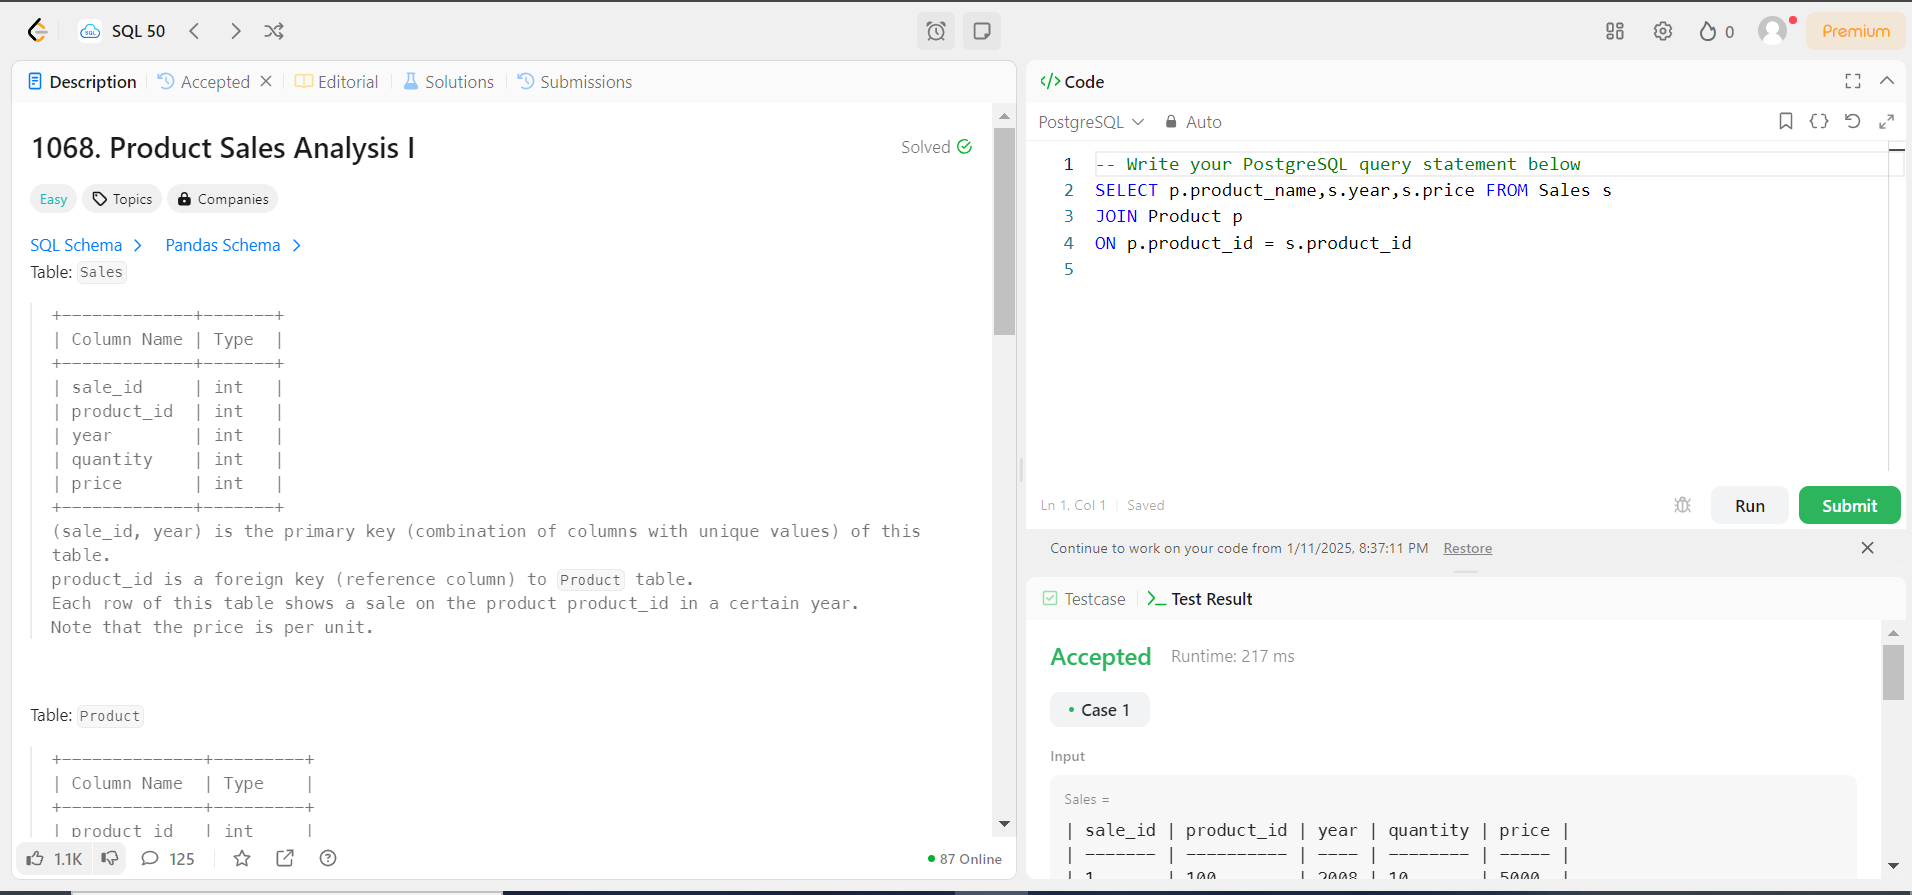 SQL 50
0
Premium
Description
Accepted
Editorial
Solutions
Submissions
1068. Product Sales Analysis I
Solved
Easy
Topics
Companies
SQL Schema
Pandas Schema
Table: Sales
+-------------+-------+
| Column Name | Type  |
+-------------+-------+
| sale_id     | int   |
| product_id  | int   |
| year        | int   |
| quantity    | int   |
| price       | int   |
+-------------+-------+
(sale_id, year) is the primary key (combination of columns with unique values) of this
table.
product_id is a foreign key (reference column) to Product table.
Each row of this table shows a sale on the product product_id in a certain year.
Note that the price is per unit.
Table: Product
+--------------+---------+
| Column Name  | Type    |
+--------------+---------+
| product_id   | int     |
1.1K
125
87 Online
</> Code
PostgreSQL
Auto
1 -- Write your PostgreSQL query statement below
2 SELECT p.product_name,s.year,s.price FROM Sales s
3 JOIN Product p
4 ON p.product_id = s.product_id
5
Ln 1, Col 1
Saved
Run
Submit
Continue to work on your code from 1/11/2025, 8:37:11 PM Restore
Testcase
Test Result
Accepted
Runtime: 217 ms
Case 1
Input
Sales =
| sale_id | product_id | year | quantity | price |
| ------- | ---------- | ---- | -------- | ----- |
| 1       | 100        | 2008 | 10       | 5000  |